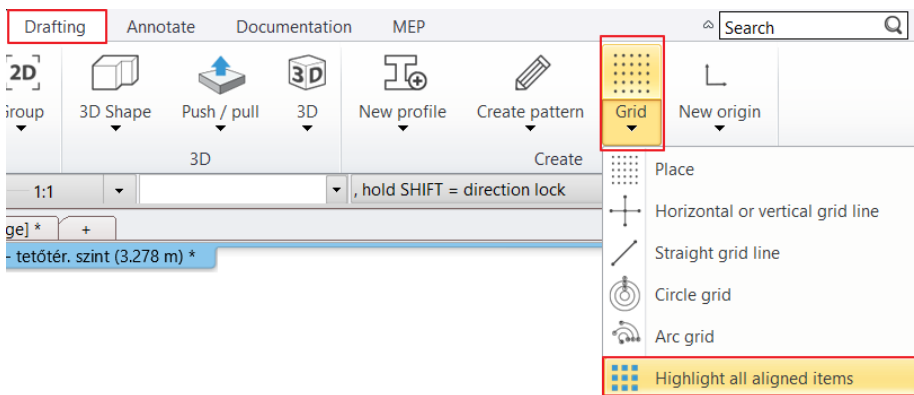 Drafting Annotate Documentation MEP Search
2D 3D
Group 3D Shape Push / pull 3D New profile Create pattern Grid New origin
3D Create
1:1 , hold SHIFT = direction lock
ge] * +
- tetőtér. szint (3.278 m) *
Place
Horizontal or vertical grid line
Straight grid line
Circle grid
Arc grid
Highlight all aligned items